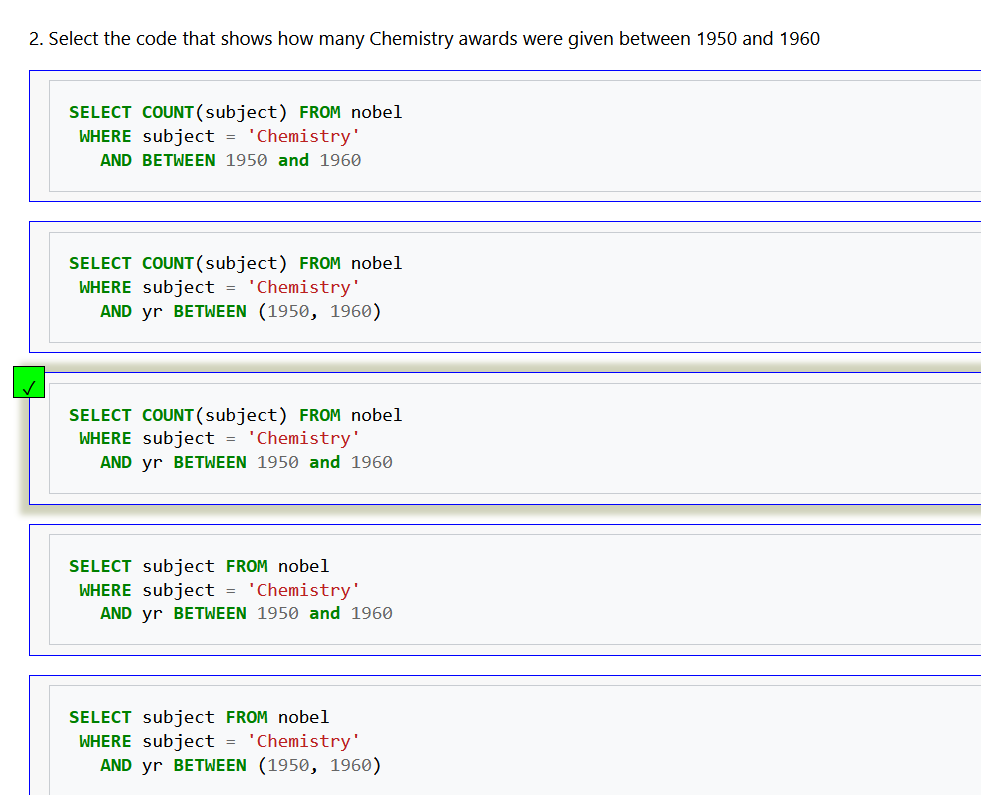 2. Select the code that shows how many Chemistry awards were given between 1950 and 1960
SELECT COUNT(subject) FROM nobel
WHERE subject = 'Chemistry'
AND BETWEEN 1950 and 1960
SELECT COUNT(subject) FROM nobel
WHERE subject = 'Chemistry'
AND yr BETWEEN (1950, 1960)
✓
SELECT COUNT(subject) FROM nobel
WHERE subject = 'Chemistry'
AND yr BETWEEN 1950 and 1960
SELECT subject FROM nobel
WHERE subject = 'Chemistry'
AND yr BETWEEN 1950 and 1960
SELECT subject FROM nobel
WHERE subject = 'Chemistry'
AND yr BETWEEN (1950, 1960)